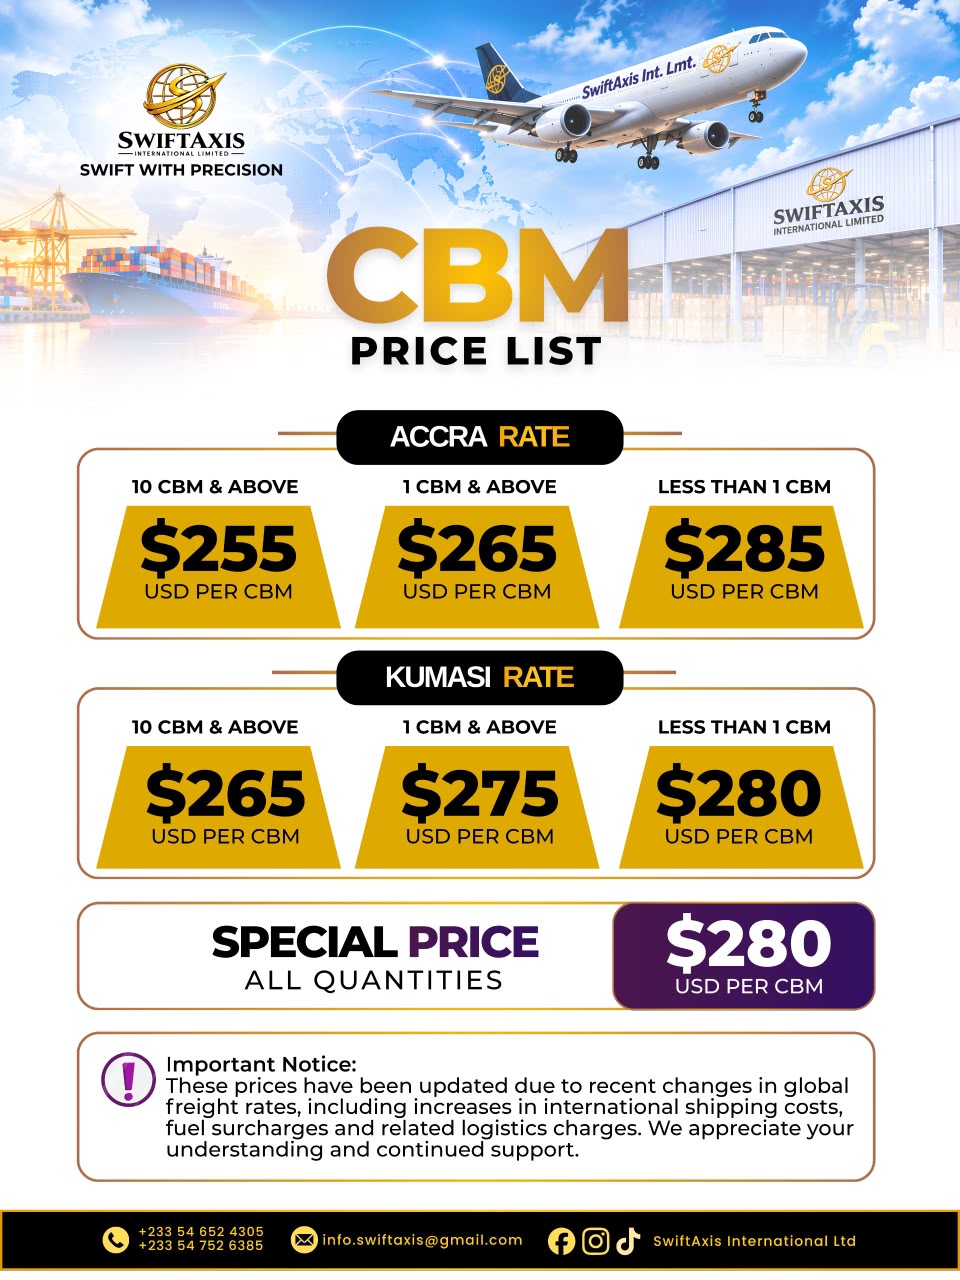 SwiftAxis Int. Lmt.
SWIFTAXIS
INTERNATIONAL LIMITED
SWIFT WITH PRECISION
SWIFTAXIS
INTERNATIONAL LIMITED
CBM
PRICE LIST
ACCRA RATE
10 CBM & ABOVE
$255
USD PER CBM
1 CBM & ABOVE
$265
USD PER CBM
LESS THAN 1 CBM
$285
USD PER CBM
KUMASI RATE
10 CBM & ABOVE
$265
USD PER CBM
1 CBM & ABOVE
$275
USD PER CBM
LESS THAN 1 CBM
$280
USD PER CBM
SPECIAL PRICE
ALL QUANTITIES
$280
USD PER CBM
Important Notice:
These prices have been updated due to recent changes in global
freight rates, including increases in international shipping costs,
fuel surcharges and related logistics charges. We appreciate your
understanding and continued support.
+233 54 652 4305
+233 54 752 6385
info.swiftaxis@gmail.com
SwiftAxis International Ltd